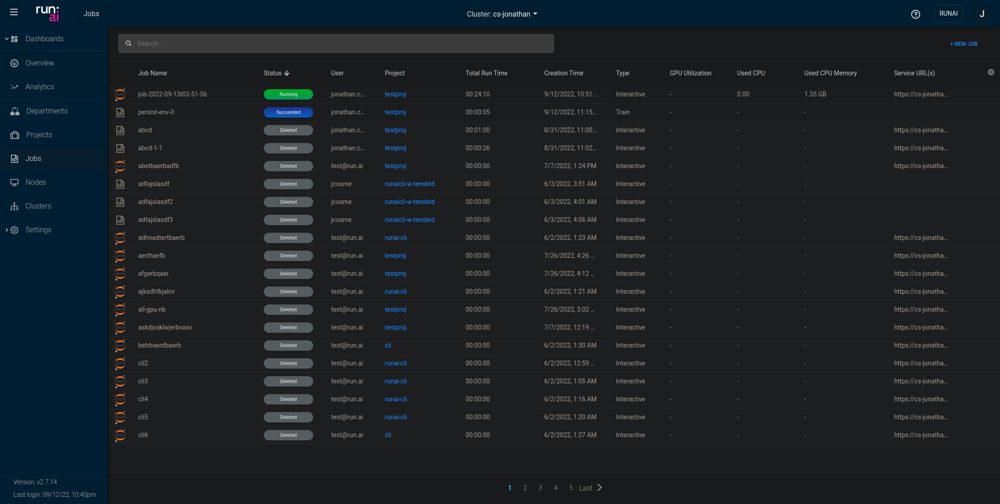 run:
ai
Jobs
Cluster: cs-jonathan
RUNAI
J
Dashboards
Overview
Analytics
Departments
Projects
Jobs
Nodes
Clusters
Settings
Version: v2.7.14
Last login: 09/12/22, 10:40pm
Search...
+ NEW JOB
Job Name Status User Project Total Run Time Creation Time Type GPU Utilization Used CPU Used CPU Memory Service URL(s)
job-2022-09-13t03-51-56 Running jonathan.c... testproj 00:24:10 9/12/2022, 10:51... Interactive - 0.00 1.35 GB https://cs-jonatha...
persist-env-0 Succeeded jonathan.c... testproj 00:00:05 9/12/2022, 11:15... Train - - -
abcd Deleted jonathan.c... testproj 00:01:00 8/31/2022, 11:00... Interactive - - - https://cs-jonatha...
abcd-1-1 Deleted jonathan.c... testproj 00:00:26 8/31/2022, 11:02... Interactive - - - https://cs-jonatha...
abetbaerbadfb Deleted test@run.ai testproj 00:00:00 7/7/2022, 1:24 PM Interactive - - - https://cs-jonatha...
adfajslasdf Deleted jcosme runaicli-w-tensbrd 00:00:00 6/3/2022, 3:51 AM Interactive - - -
adfajslasdf2 Deleted jcosme runaicli-w-tensbrd 00:00:00 6/3/2022, 4:01 AM Interactive - - -
adfajslasdf3 Deleted jcosme runaicli-w-tensbrd 00:00:00 6/3/2022, 4:06 AM Interactive - - -
adhnadtertbaerb Deleted test@run.ai runai-cli 00:00:00 6/2/2022, 1:23 AM Interactive - - - https://cs-jonatha...
aerthaefb Deleted test@run.ai testproj 00:00:00 7/26/2022, 4:26 ... Interactive - - - https://cs-jonatha...
afgerbqaer Deleted test@run.ai testproj 00:00:00 7/26/2022, 4:12 ... Interactive - - - https://cs-jonatha...
ajksdhfkjalnv Deleted test@run.ai runai-cli 00:00:00 6/2/2022, 1:21 AM Interactive - - - https://cs-jonatha...
all-gpu-nb Deleted test@run.ai testproj 00:00:00 7/26/2022, 3:02 ... Interactive - - - https://cs-jonatha...
askdjvaklwjerbvasv Deleted test@run.ai testproj 00:00:00 7/7/2022, 12:19 ... Interactive - - - https://cs-jonatha...
betrbaerdbaerb Deleted test@run.ai cli 00:00:00 6/2/2022, 1:30 AM Interactive - - - https://cs-jonatha...
cli2 Deleted test@run.ai runai-cli 00:00:00 6/2/2022, 12:59 ... Interactive - - - https://cs-jonatha...
cli3 Deleted test@run.ai runai-cli 00:00:00 6/2/2022, 1:05 AM Interactive - - - https://cs-jonatha...
cli4 Deleted test@run.ai runai-cli 00:00:00 6/2/2022, 1:16 AM Interactive - - - https://cs-jonatha...
cli5 Deleted test@run.ai runai-cli 00:00:00 6/2/2022, 1:20 AM Interactive - - - https://cs-jonatha...
cli6 Deleted test@run.ai cli 00:00:00 6/2/2022, 1:27 AM Interactive - - - https://cs-jonatha...
1 2 3 4 5 Last